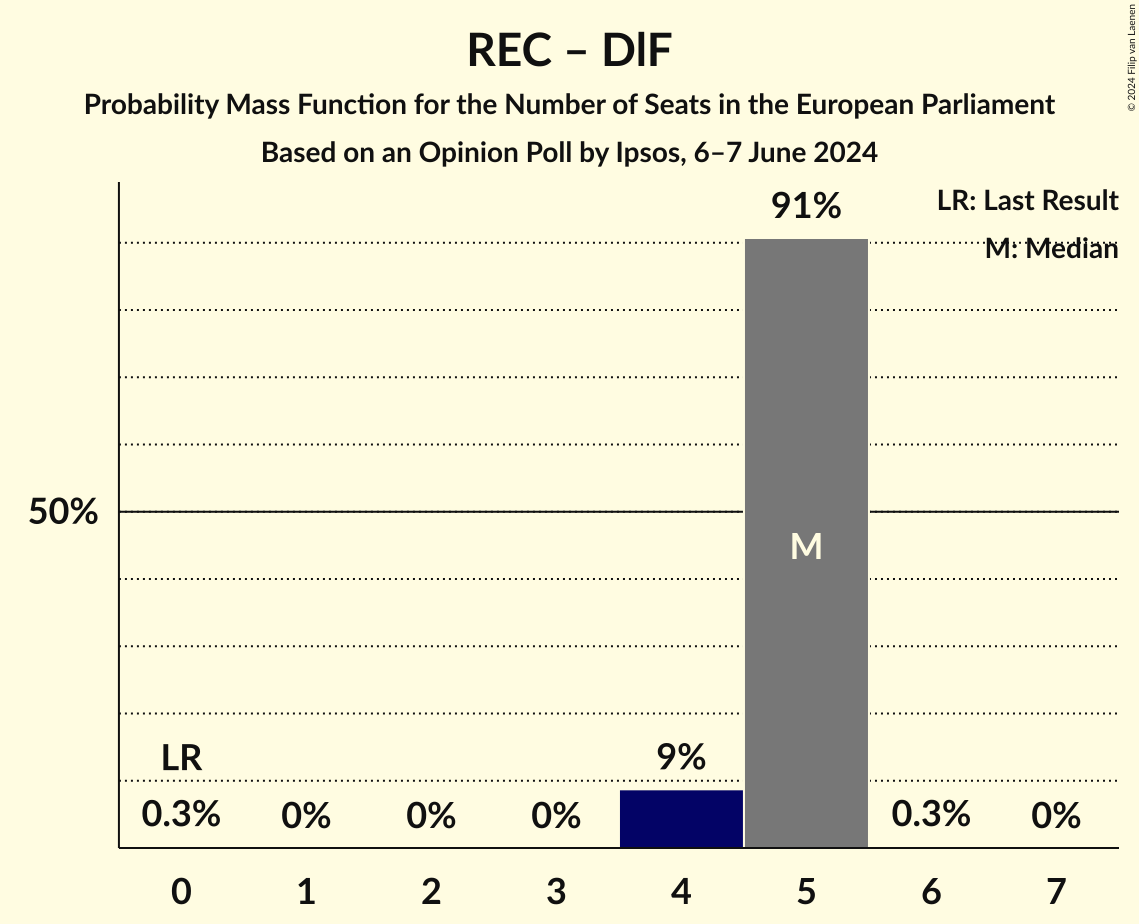 REC – DlF
Probability Mass Function for the Number of Seats in the European Parliament
Based on an Opinion Poll by Ipsos, 6–7 June 2024
© 2024 Filip van Laenen
LR: Last Result
M: Median
91%
50%
M
LR
9%
0.3% 0% 0% 0% 0.3% 0%
0 1 2 3 4 5 6 7